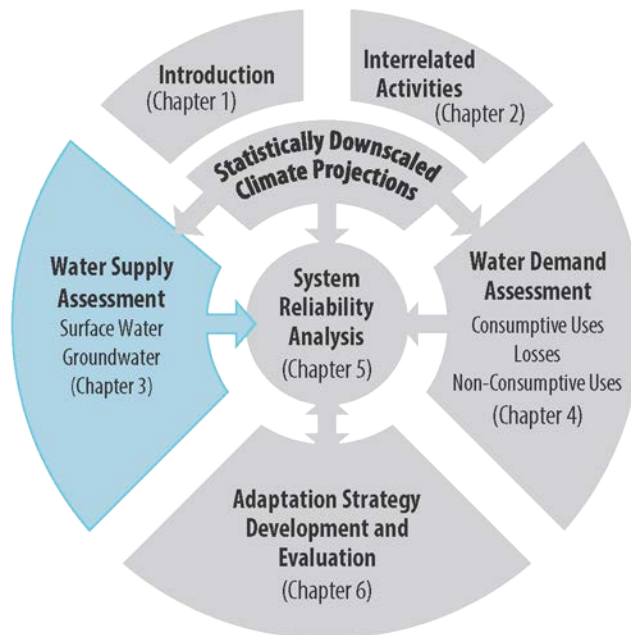 Introduction
(Chapter 1)
Interrelated
Activities
(Chapter 2)
Statistically Downscaled
Climate Projections
Water Supply
Assessment
Surface Water
Groundwater
(Chapter 3)
System
Reliability
Analysis
(Chapter 5)
Water Demand
Assessment
Consumptive Uses
Losses
Non-Consumptive Uses
(Chapter 4)
Adaptation Strategy
Development and
Evaluation
(Chapter 6)